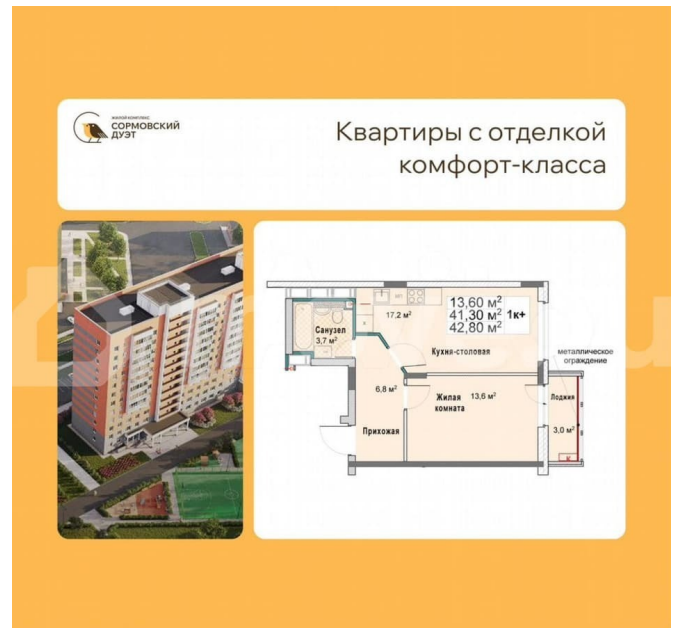 ЖИЛОЙ КОМПЛЕКС
СОРМОВСКИЙ
ДУЭТ
Квартиры с отделкой
комфорт-класса
13,60 м²
41,30 м² 1к+
42,80 м²
17,2 м²
Санузел
3,7 м²
Кухня-столовая
металлическое
ограждение
6,8 м²
Жилая
комната
13,6 м²
Лоджия
Прихожая
3,0 м²
К